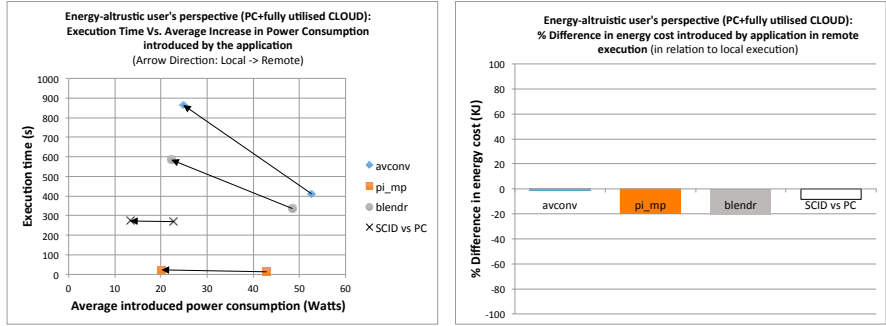 Energy-altrustic user's perspective (PC+fully utilised CLOUD):
Execution Time Vs. Average Increase in Power Consumption
introduced by the application
(Arrow Direction: Local -> Remote)
Execution time (s)
1000
900
800
700
600
500
400
300
200
100
0
0 10 20 30 40 50 60
Average introduced power consumption (Watts)
avconv
pi_mp
blendr
SCID vs PC
Energy-altruistic user's perspective (PC+fully utilised CLOUD):
% Difference in energy cost introduced by application in remote
execution (in relation to local execution)
% Difference in energy cost (KJ)
100
80
60
40
20
0
-20
-40
-60
-80
-100
avconv pi_mp blendr SCID vs PC